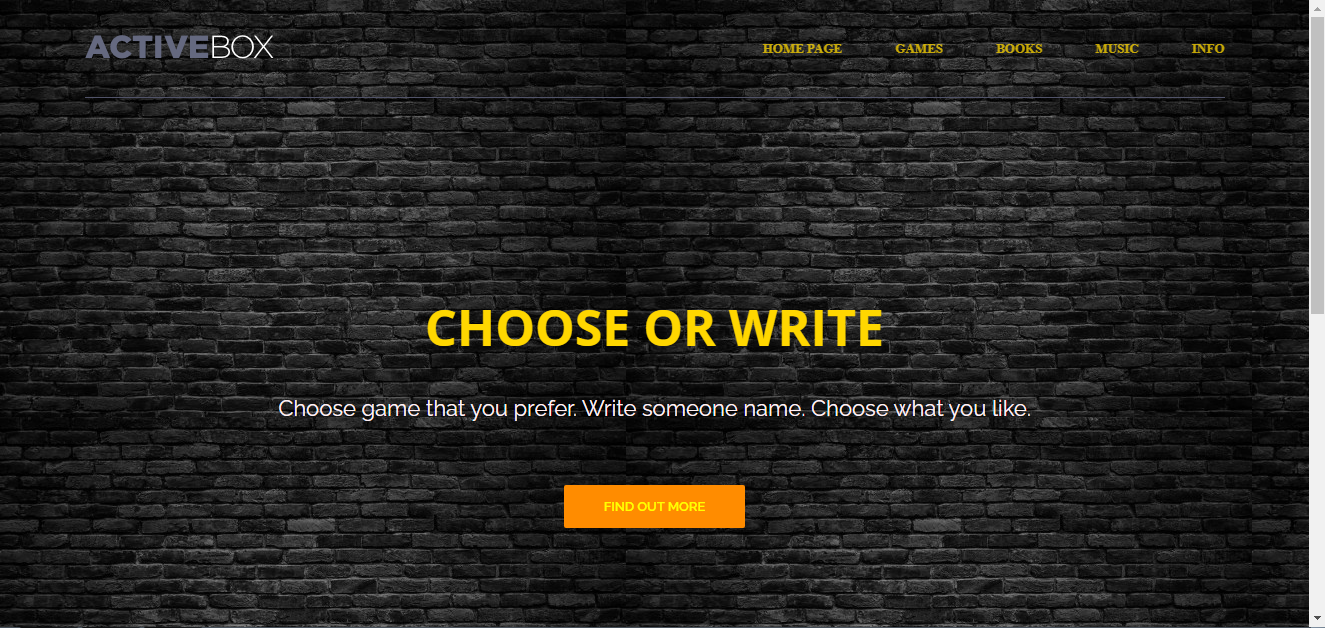 ACTIVEBOX
HOME PAGE GAMES BOOKS MUSIC INFO
CHOOSE OR WRITE
Choose game that you prefer. Write someone name. Choose what you like.
FIND OUT MORE